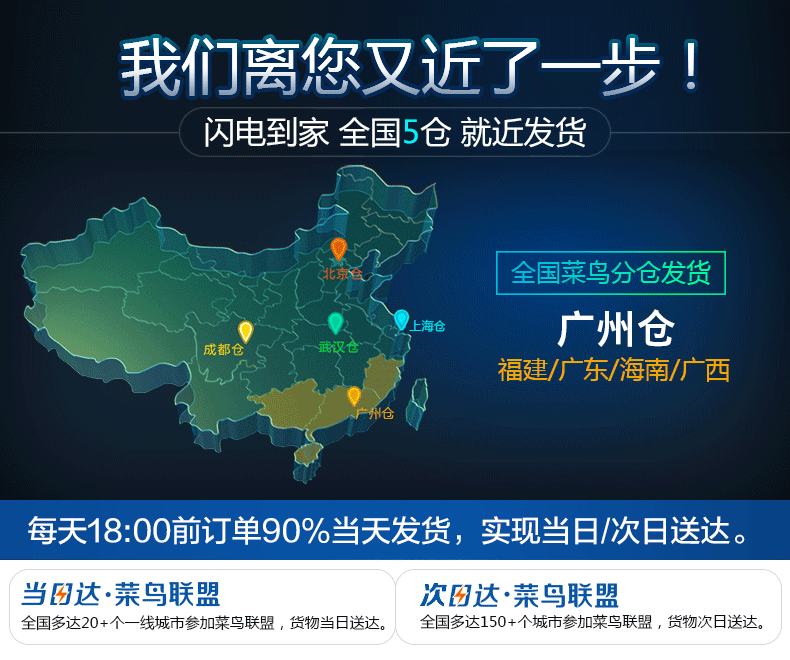 我们离您又近了一步！
闪电到家 全国5仓 就近发货
北京仓
上海仓
成都仓
武汉仓
广州仓
全国菜鸟分仓发货
广州仓
福建/广东/海南/广西
每天18:00前订单90%当天发货，实现当日/次日送达。
当日达·菜鸟联盟
全国多达20+个一线城市参加菜鸟联盟，货物当日送达。
次日达·菜鸟联盟
全国多达150+个城市参加菜鸟联盟，货物次日送达。